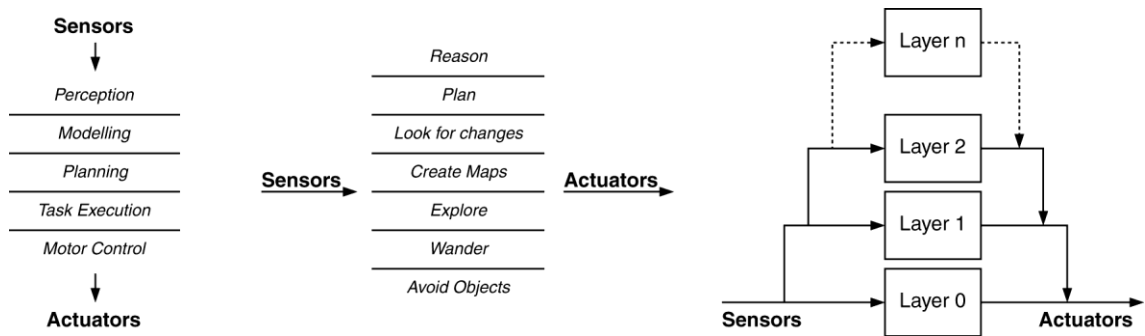 Sensors
Perception
Modelling
Planning
Task Execution
Motor Control
Actuators
Sensors
Reason
Plan
Look for changes
Create Maps
Explore
Wander
Avoid Objects
Actuators
Layer n
Layer 2
Layer 1
Layer 0
Sensors
Actuators